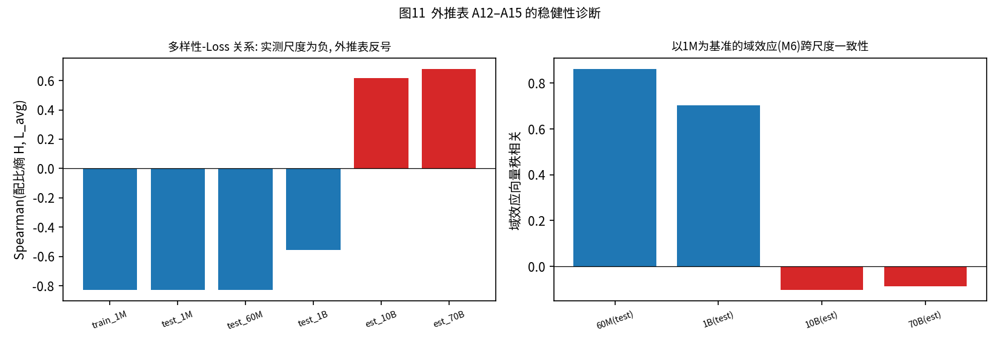 图11 外推表 A12–A15 的稳健性诊断
多样性-Loss 关系: 实测尺度为负, 外推表反号
Spearman(配比熵 H, L_avg)
0.6
0.4
0.2
0.0
-0.2
-0.4
-0.6
-0.8
train_1M
test_1M
test_60M
test_1B
est_10B
est_70B
以1M为基准的域效应(M6)跨尺度一致性
域效应向量秩相关
0.8
0.6
0.4
0.2
0.0
60M(test)
1B(test)
10B(est)
70B(est)